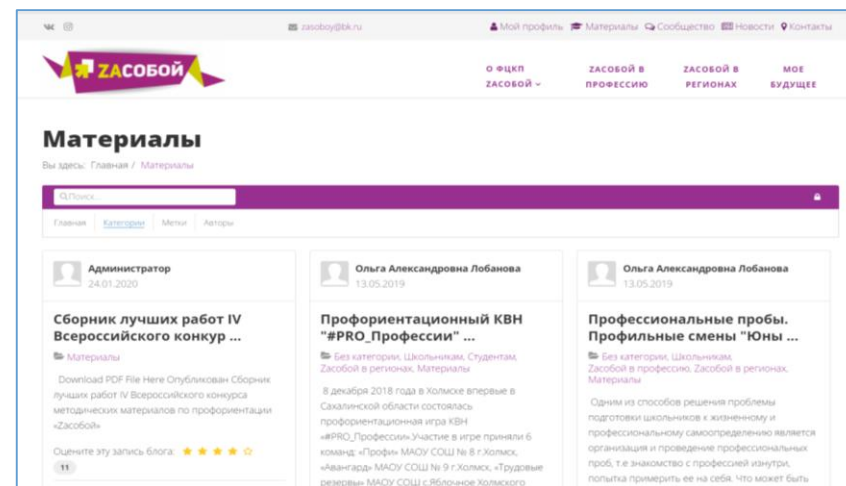 zasoboy@bk.ru
Мой профиль Материалы Сообщество Новости Контакты
ZАСОБОЙ
О ФЦКП
ZАСОБОЙ
ZАСОБОЙ В
ПРОФЕССИЮ
ZАСОБОЙ В
РЕГИОНАХ
МОЕ
БУДУЩЕЕ
Материалы
Вы здесь: Главная / Материалы
Поиск...
Главная Категории Метки Авторы
Администратор
24.01.2020
Сборник лучших работ IV
Всероссийского конкур ...
Материалы
Download PDF File Here Опубликован Сборник
лучших работ IV Всероссийского конкурса
методических материалов по профориентации
«Zасобой»
Оцените эту запись блога:
11
Ольга Александровна Лобанова
13.05.2019
Профориентационный КВН
"#PRO_Профессии" ...
Без категории, Школьникам, Студентам,
Zасобой в регионах, Материалы
8 декабря 2018 года в Холмске впервые в
Сахалинской области состоялась
профориентационная игра КВН
«#PRO_Профессии».Участие в игре приняли 6
команд: «Профи» МАОУ СОШ № 8 г.Холмск,
«Авангард» МАОУ СОШ № 9 г.Холмск, «Трудовые
резервы» МАОУ СОШ с.Яблочное Холмского
Ольга Александровна Лобанова
13.05.2019
Профессиональные пробы.
Профильные смены "Юны ...
Без категории, Школьникам,
Zасобой в профессию, Zасобой в регионах,
Материалы
Одним из способов решения проблемы
подготовки школьников к жизненному и
профессиональному самоопределению является
организация и проведение профессиональных
проб, т.е знакомство с профессией изнутри,
попытка примерить ее на себя. Что может быть